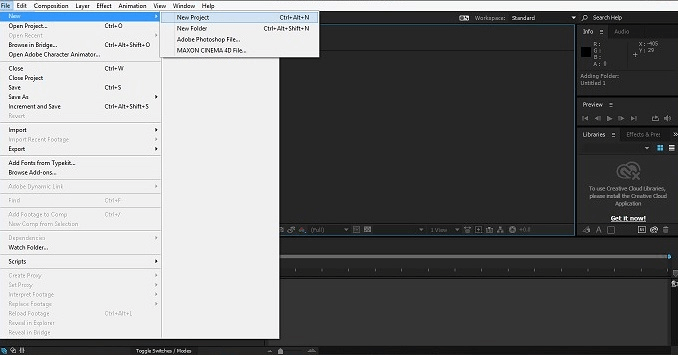 File Edit Composition Layer Effect Animation View Window Help
New
New Project Ctrl+Alt+N
New Folder Ctrl+Alt+Shift+N
Adobe Photoshop File...
MAXON CINEMA 4D File...
Open Project... Ctrl+O
Open Recent
Browse in Bridge... Ctrl+Alt+Shift+O
Open Adobe Character Animator...
Close Ctrl+W
Close Project
Save Ctrl+S
Save As
Increment and Save Ctrl+Alt+Shift+S
Revert
Import
Import Recent Footage
Export
Add Fonts from Typekit...
Browse Add-ons...
Adobe Dynamic Link
Find Ctrl+F
Add Footage to Comp Ctrl+/
New Comp from Selection
Dependencies
Watch Folder...
Scripts
Create Proxy
Set Proxy
Interpret Footage
Replace Footage
Reload Footage Ctrl+Alt+L
Reveal in Explorer
Reveal in Bridge
Workspace: Standard
Search Help
Info Audio
R: X: -405
G: Y: 29
B:
A: 0
Adding Folder:
Untitled 1
Preview
Libraries Effects & Pres
To use Creative Cloud Libraries,
please install the Creative Cloud
Application
Get it now!
(Full) 1 View +0.0
Toggle Switches / Modes